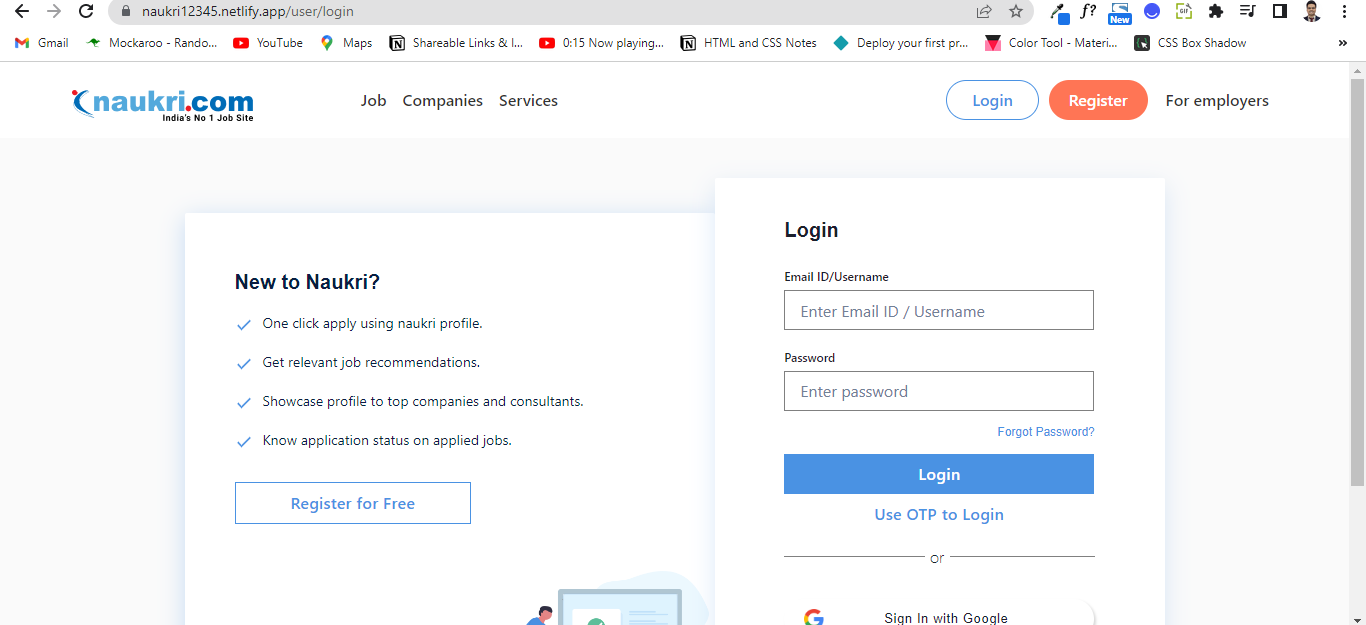 naukri12345.netlify.app/user/login
New
Gmail Mockaroo - Rando... YouTube Maps Shareable Links & I... 0:15 Now playing... HTML and CSS Notes Deploy your first pr... Color Tool - Materi... CSS Box Shadow »
naukri.com
India's No 1 Job Site
Job Companies Services Login Register For employers
New to Naukri?
One click apply using naukri profile.
Get relevant job recommendations.
Showcase profile to top companies and consultants.
Know application status on applied jobs.
Register for Free
Login
Email ID/Username
Enter Email ID / Username
Password
Enter password
Forgot Password?
Login
Use OTP to Login
or
Sign In with Google